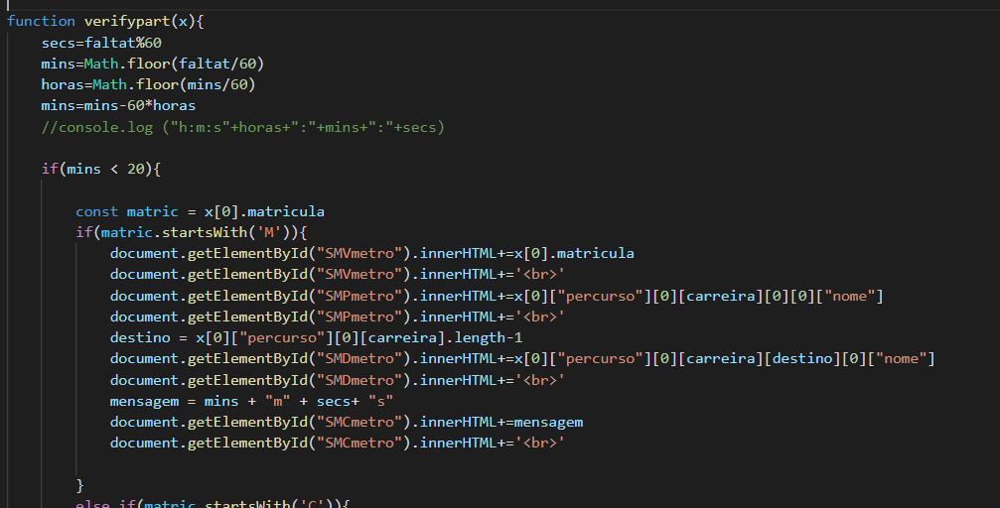 function verifypart(x){
secs=faltat%60
mins=Math.floor(faltat/60)
horas=Math.floor(mins/60)
mins=mins-60*horas
//console.log ("h:m:s"+horas+":"+mins+":"+secs)
if(mins < 20){
const matric = x[0].matricula
if(matric.startsWith('M')){
document.getElementById("SMVmetro").innerHTML+=x[0].matricula
document.getElementById("SMVmetro").innerHTML+='<br>'
document.getElementById("SMPmetro").innerHTML+=x[0]["percurso"][0][carreira][0][0]["nome"]
document.getElementById("SMPmetro").innerHTML+='<br>'
destino = x[0]["percurso"][0][carreira].length-1
document.getElementById("SMDmetro").innerHTML+=x[0]["percurso"][0][carreira][destino][0]["nome"]
document.getElementById("SMDmetro").innerHTML+='<br>'
mensagem = mins + "m" + secs+ "s"
document.getElementById("SMCmetro").innerHTML+=mensagem
document.getElementById("SMCmetro").innerHTML+='<br>'
}
else if(matric.startsWith('C')){